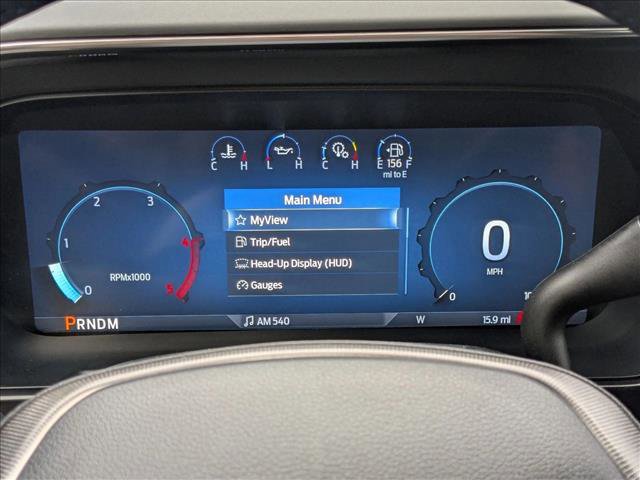 C H
L H
C H
E F
156
mi to E
Main Menu
MyView
Trip/Fuel
Head-Up Display (HUD)
Gauges
0 1 2 3 4 5
RPMx1000
0
MPH
0
PRNDM
AM 540
W
15.9 mi